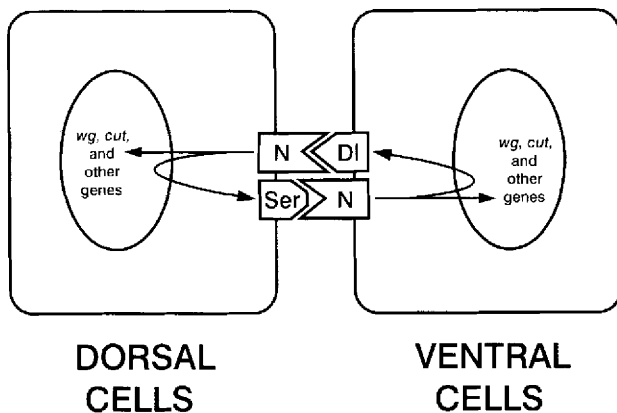 wg, cut,
and
other
genes
N Dl
Ser N
wg, cut,
and
other
genes
DORSAL
CELLS
VENTRAL
CELLS